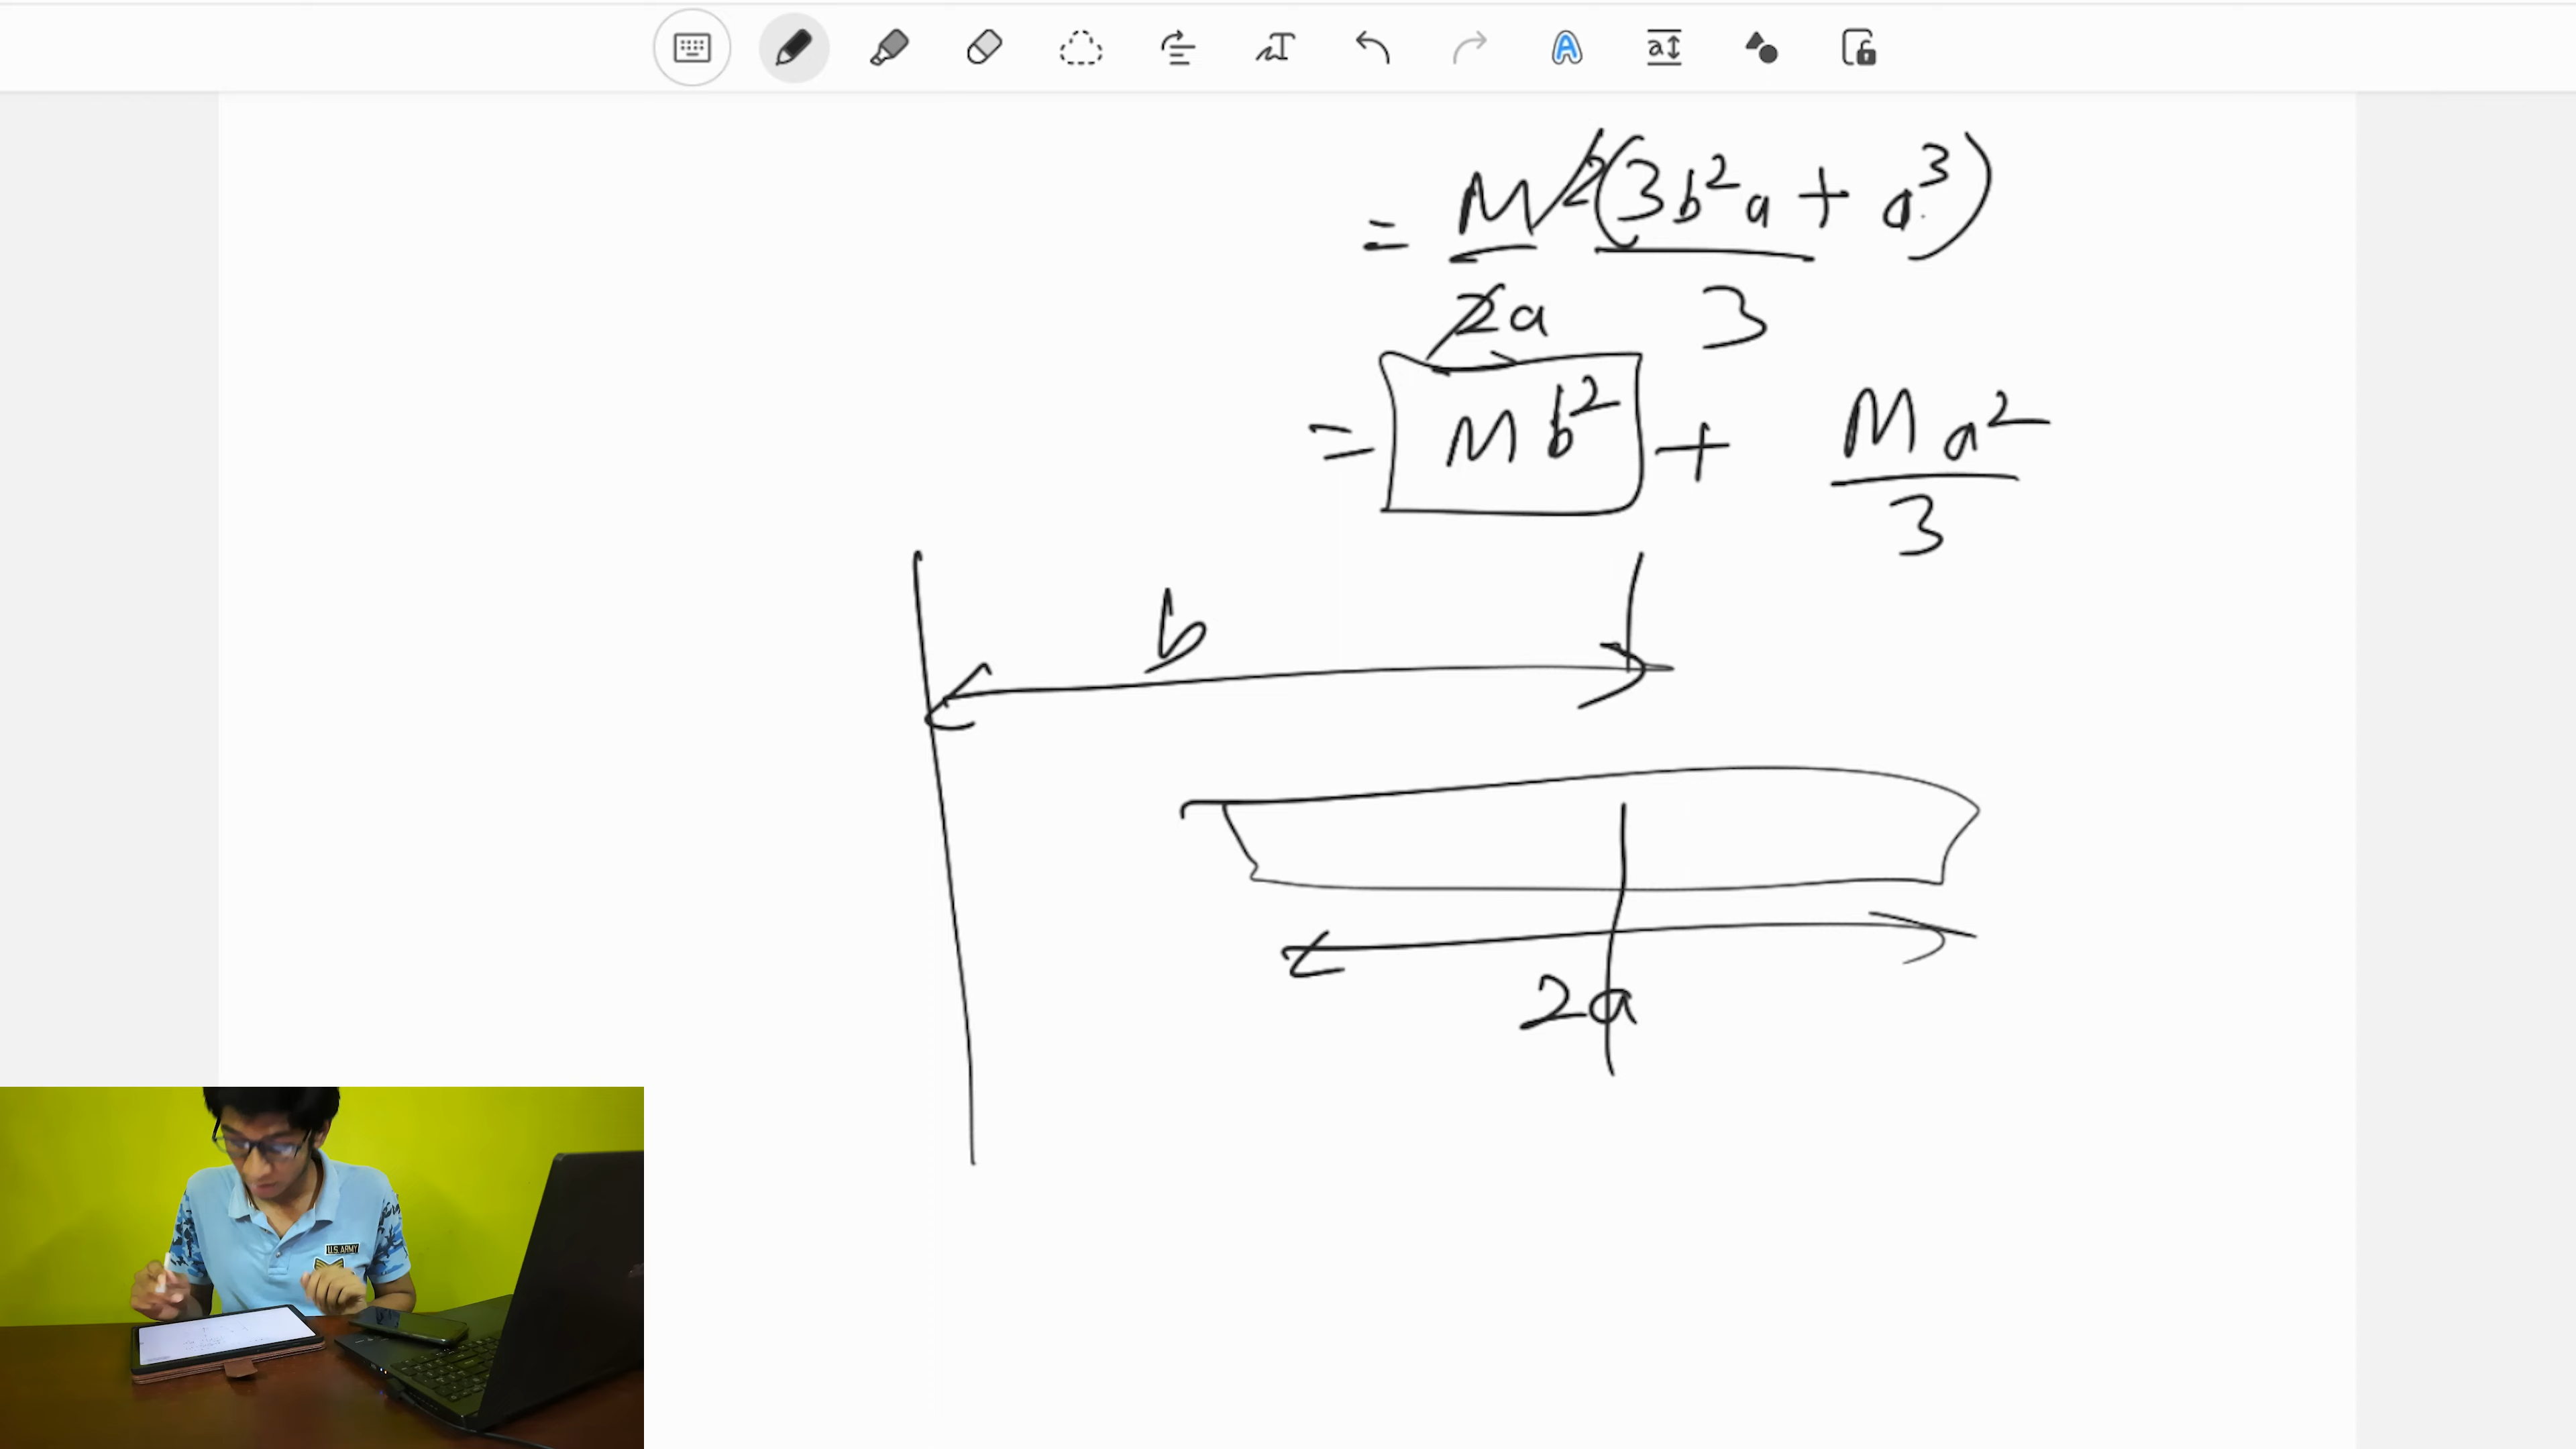 = M 2(3b²a + a³)
2a 3
= Mb² + Ma²
3
b
2a
U.S. ARMY